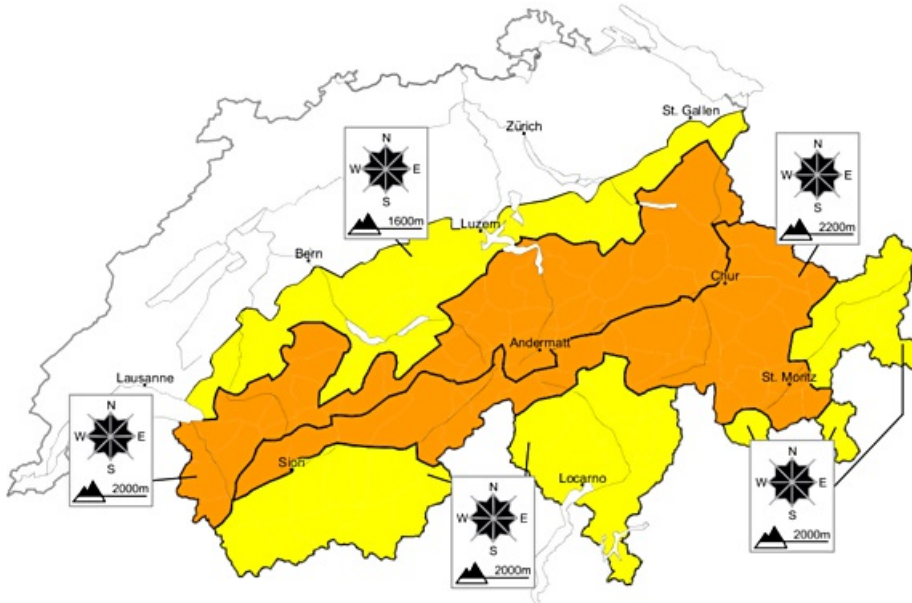 St. Gallen
Zürich
N
W E
S
1600m
N
W E
S
2200m
Luzern
Bern
Chur
Andermatt
Lausanne
St. Moritz
N
W E
S
2000m
Sion
Locarno
N
W E
S
2000m
N
W E
S
2000m